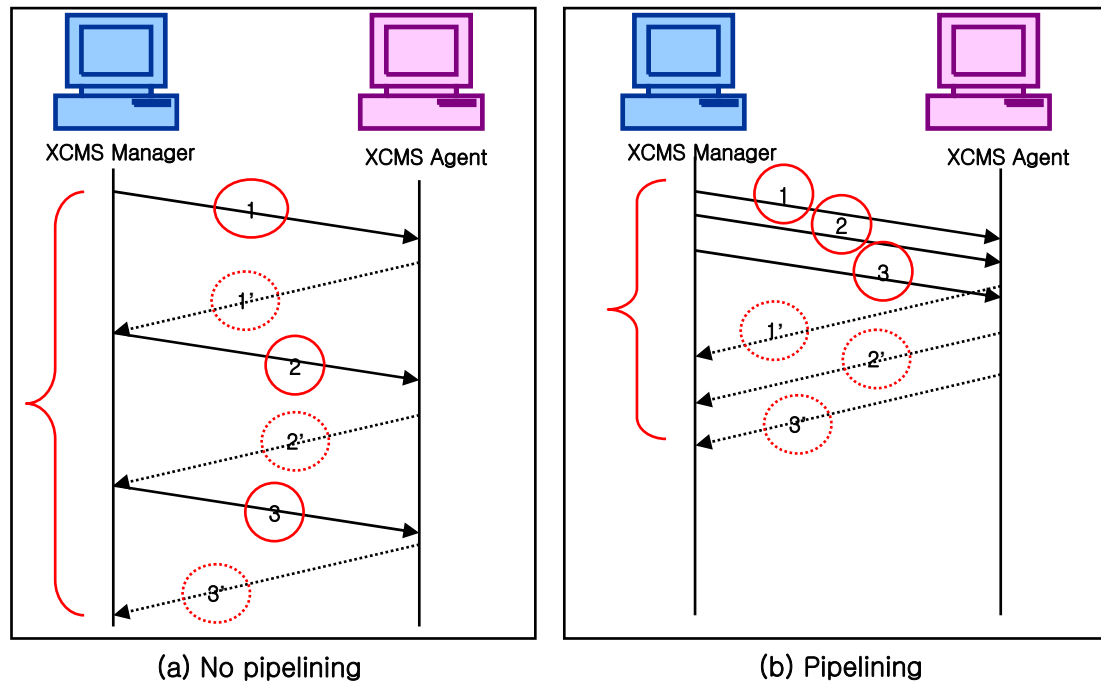 XCMS Manager
XCMS Agent
1
1'
2
2'
3
3'
(a) No pipelining
XCMS Manager
XCMS Agent
1
2
3
1'
2'
3'
(b) Pipelining